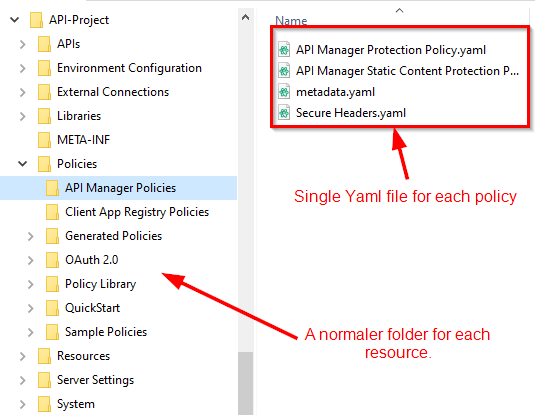 API-Project
APIs
Environment Configuration
External Connections
Libraries
META-INF
Policies
API Manager Policies
Client App Registry Policies
Generated Policies
OAuth 2.0
Policy Library
QuickStart
Sample Policies
Resources
Server Settings
System
Name
API Manager Protection Policy.yaml
API Manager Static Content Protection P...
metadata.yaml
Secure Headers.yaml
Single Yaml file for each policy
A normaler folder for each
resource.